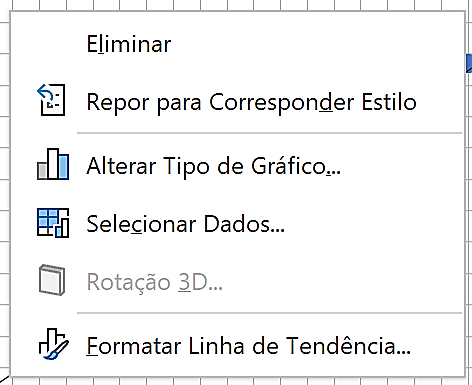 Eliminar
Repor para Corresponder Estilo
Alterar Tipo de Gráfico...
Selecionar Dados...
Rotação 3D...
Formatar Linha de Tendência...